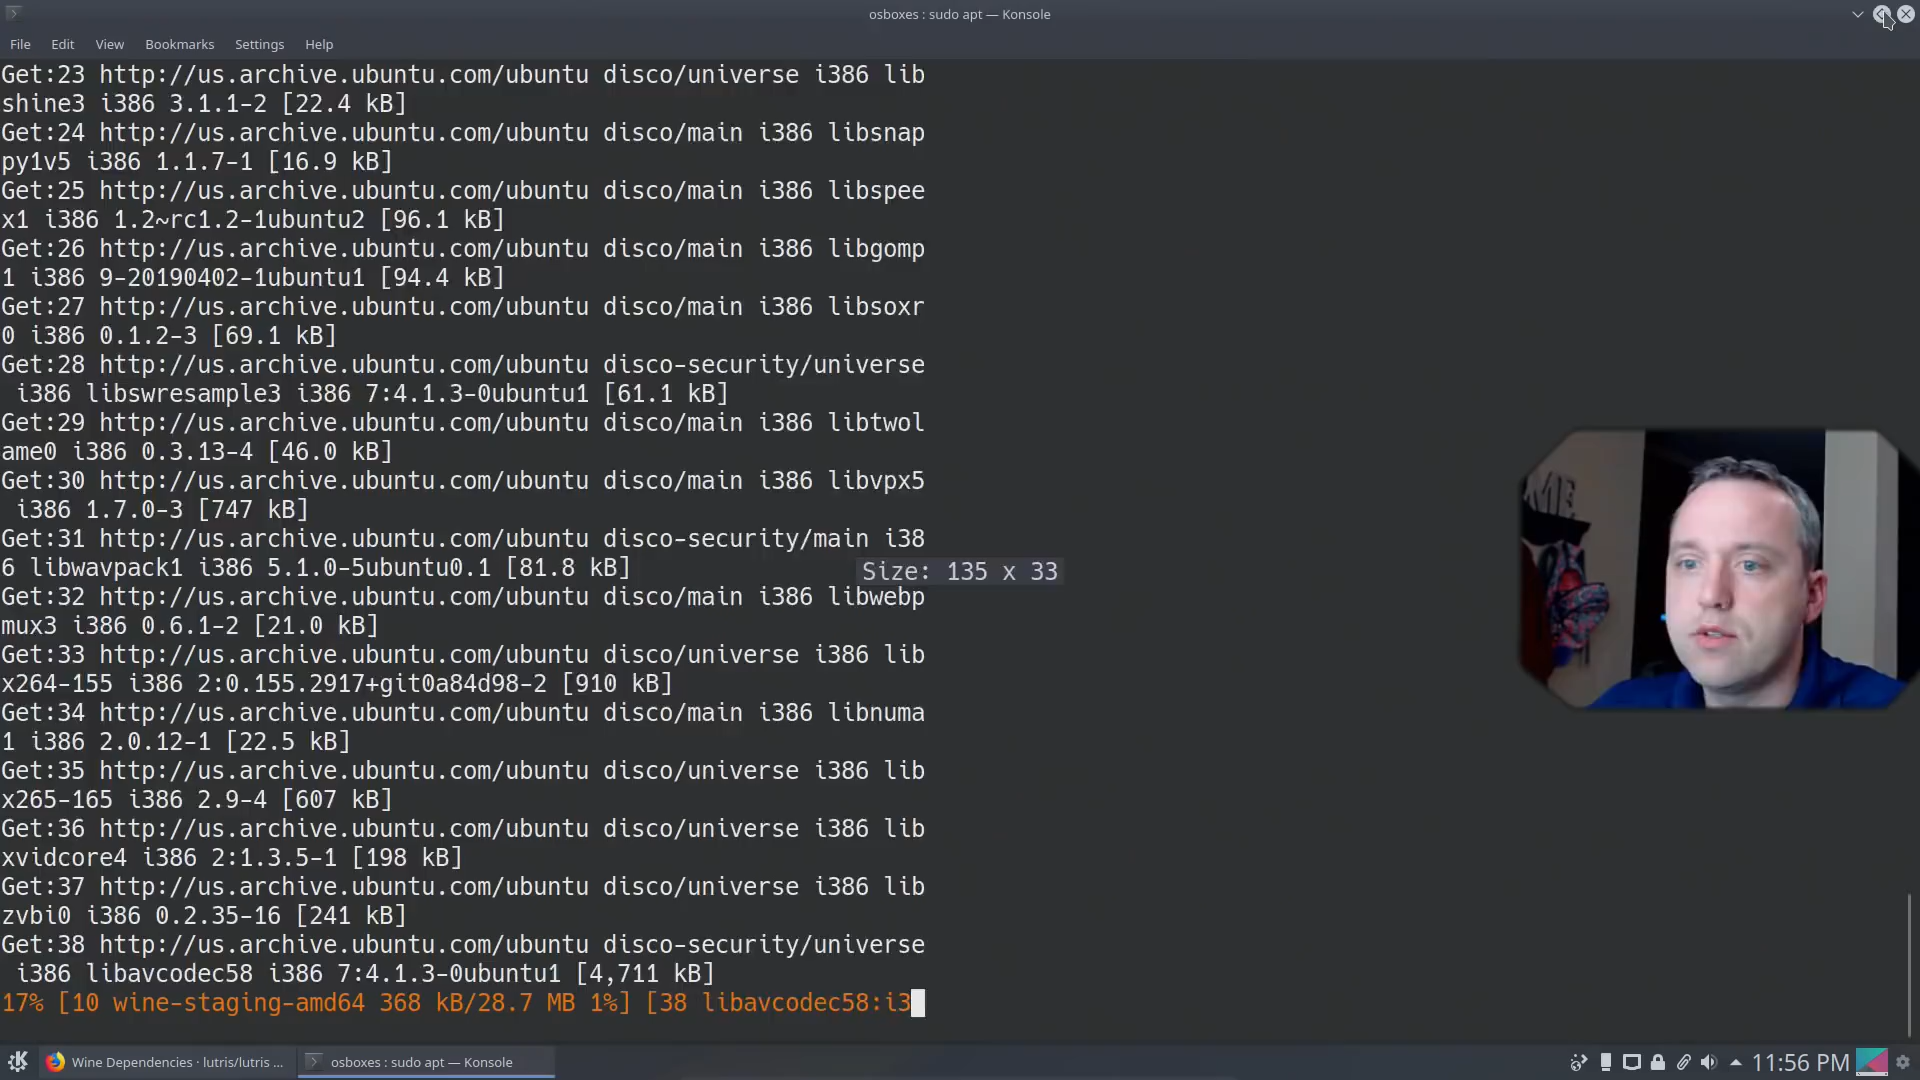 osboxes : sudo apt — Konsole
File Edit View Bookmarks Settings Help
Get:23 http://us.archive.ubuntu.com/ubuntu disco/universe i386 lib
shine3 i386 3.1.1-2 [22.4 kB]
Get:24 http://us.archive.ubuntu.com/ubuntu disco/main i386 libsnap
py1v5 i386 1.1.7-1 [16.9 kB]
Get:25 http://us.archive.ubuntu.com/ubuntu disco/main i386 libspee
x1 i386 1.2~rc1.2-1ubuntu2 [96.1 kB]
Get:26 http://us.archive.ubuntu.com/ubuntu disco/main i386 libgomp
1 i386 9-20190402-1ubuntu1 [94.4 kB]
Get:27 http://us.archive.ubuntu.com/ubuntu disco/main i386 libsoxr
0 i386 0.1.2-3 [69.1 kB]
Get:28 http://us.archive.ubuntu.com/ubuntu disco-security/universe
i386 libswresample3 i386 7:4.1.3-0ubuntu1 [61.1 kB]
Get:29 http://us.archive.ubuntu.com/ubuntu disco/main i386 libtwol
ame0 i386 0.3.13-4 [46.0 kB]
Get:30 http://us.archive.ubuntu.com/ubuntu disco/main i386 libvpx5
i386 1.7.0-3 [747 kB]
Get:31 http://us.archive.ubuntu.com/ubuntu disco-security/main i38
6 libwavpack1 i386 5.1.0-5ubuntu0.1 [81.8 kB]
Size: 135 x 33
Get:32 http://us.archive.ubuntu.com/ubuntu disco/main i386 libwebp
mux3 i386 0.6.1-2 [21.0 kB]
Get:33 http://us.archive.ubuntu.com/ubuntu disco/universe i386 lib
x264-155 i386 2:0.155.2917+git0a84d98-2 [910 kB]
Get:34 http://us.archive.ubuntu.com/ubuntu disco/main i386 libnuma
1 i386 2.0.12-1 [22.5 kB]
Get:35 http://us.archive.ubuntu.com/ubuntu disco/universe i386 lib
x265-165 i386 2.9-4 [607 kB]
Get:36 http://us.archive.ubuntu.com/ubuntu disco/universe i386 lib
xvidcore4 i386 2:1.3.5-1 [198 kB]
Get:37 http://us.archive.ubuntu.com/ubuntu disco/universe i386 lib
zvbi0 i386 0.2.35-16 [241 kB]
Get:38 http://us.archive.ubuntu.com/ubuntu disco-security/universe
i386 libavcodec58 i386 7:4.1.3-0ubuntu1 [4,711 kB]
17% [10 wine-staging-amd64 368 kB/28.7 MB 1%] [38 libavcodec58:i3
Wine Dependencies · lutris/lutris ... osboxes : sudo apt — Konsole 11:56 PM